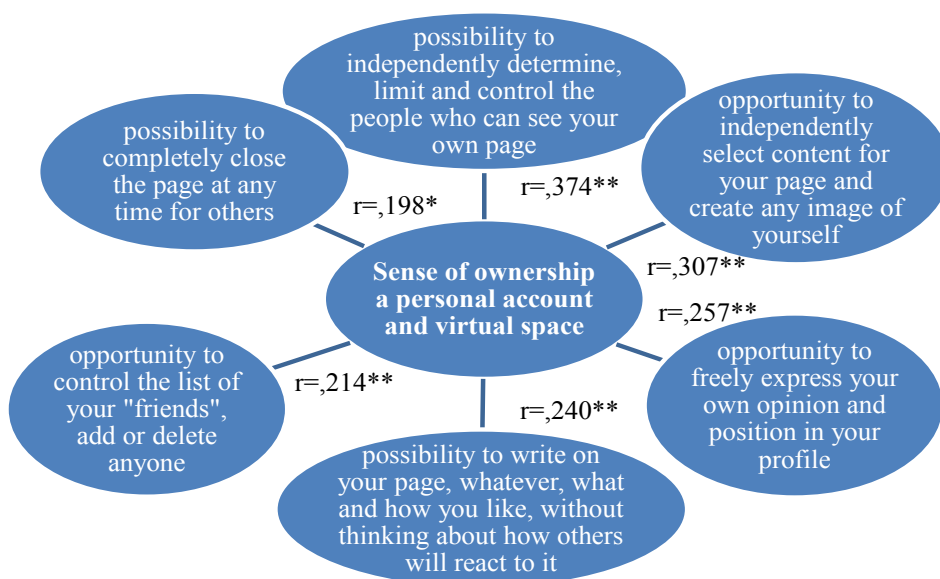 possibility to
independently determine,
limit and control the
people who can see your
own page
possibility to
completely close
the page at any
time for others
opportunity to
independently
select content for
your page and
create any image of
yourself
r=,198*
r=,374**
r=,307**
Sense of ownership
a personal account
and virtual space
r=,257**
opportunity to
control the list of
your "friends",
add or delete
anyone
r=,214**
r=,240**
opportunity to
freely express your
own opinion and
position in your
profile
possibility to write on
your page, whatever, what
and how you like, without
thinking about how others
will react to it